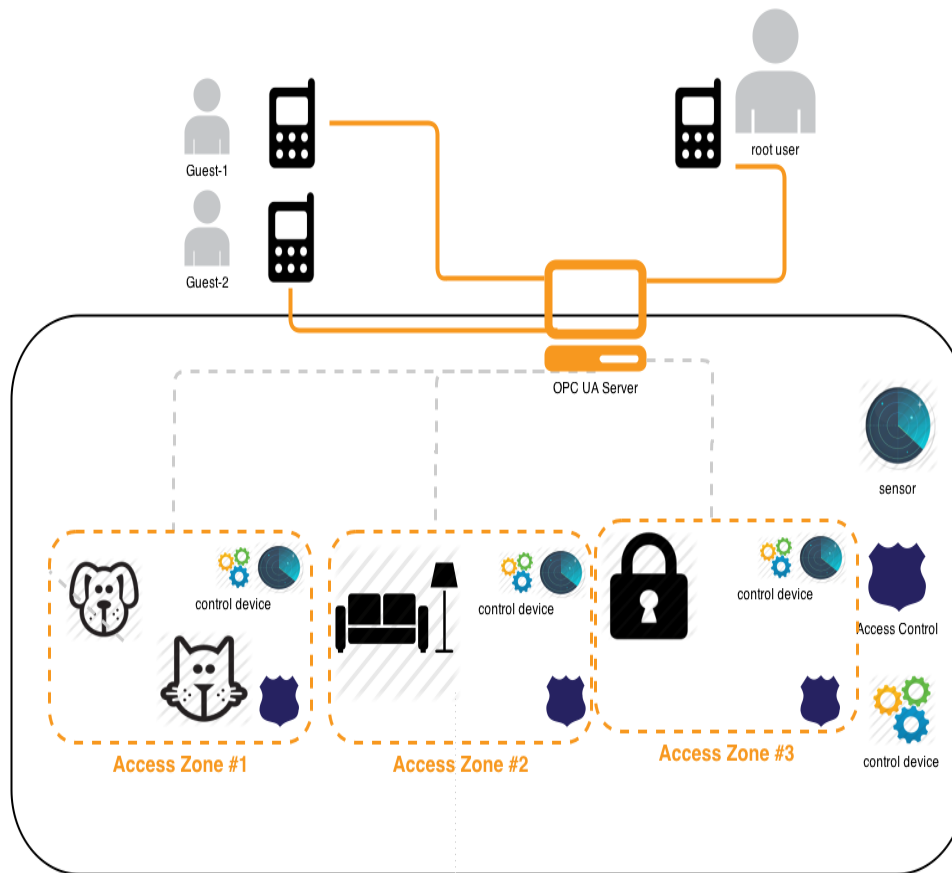 root user
Guest-1
Guest-2
OPC UA Server
sensor
control device
control device
control device
Access Control
Access Zone #1
Access Zone #2
Access Zone #3
control device